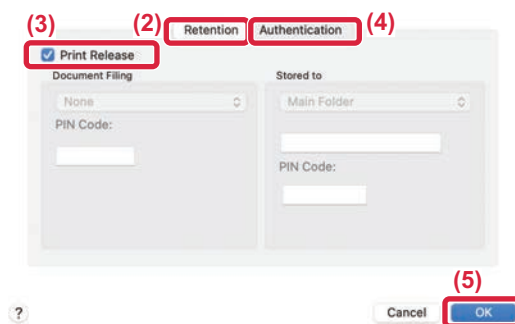 (3) (2) Retention Authentication (4)
Print Release
Document Filing Stored to
None Main Folder
PIN Code:
PIN Code:
(5)
? Cancel OK